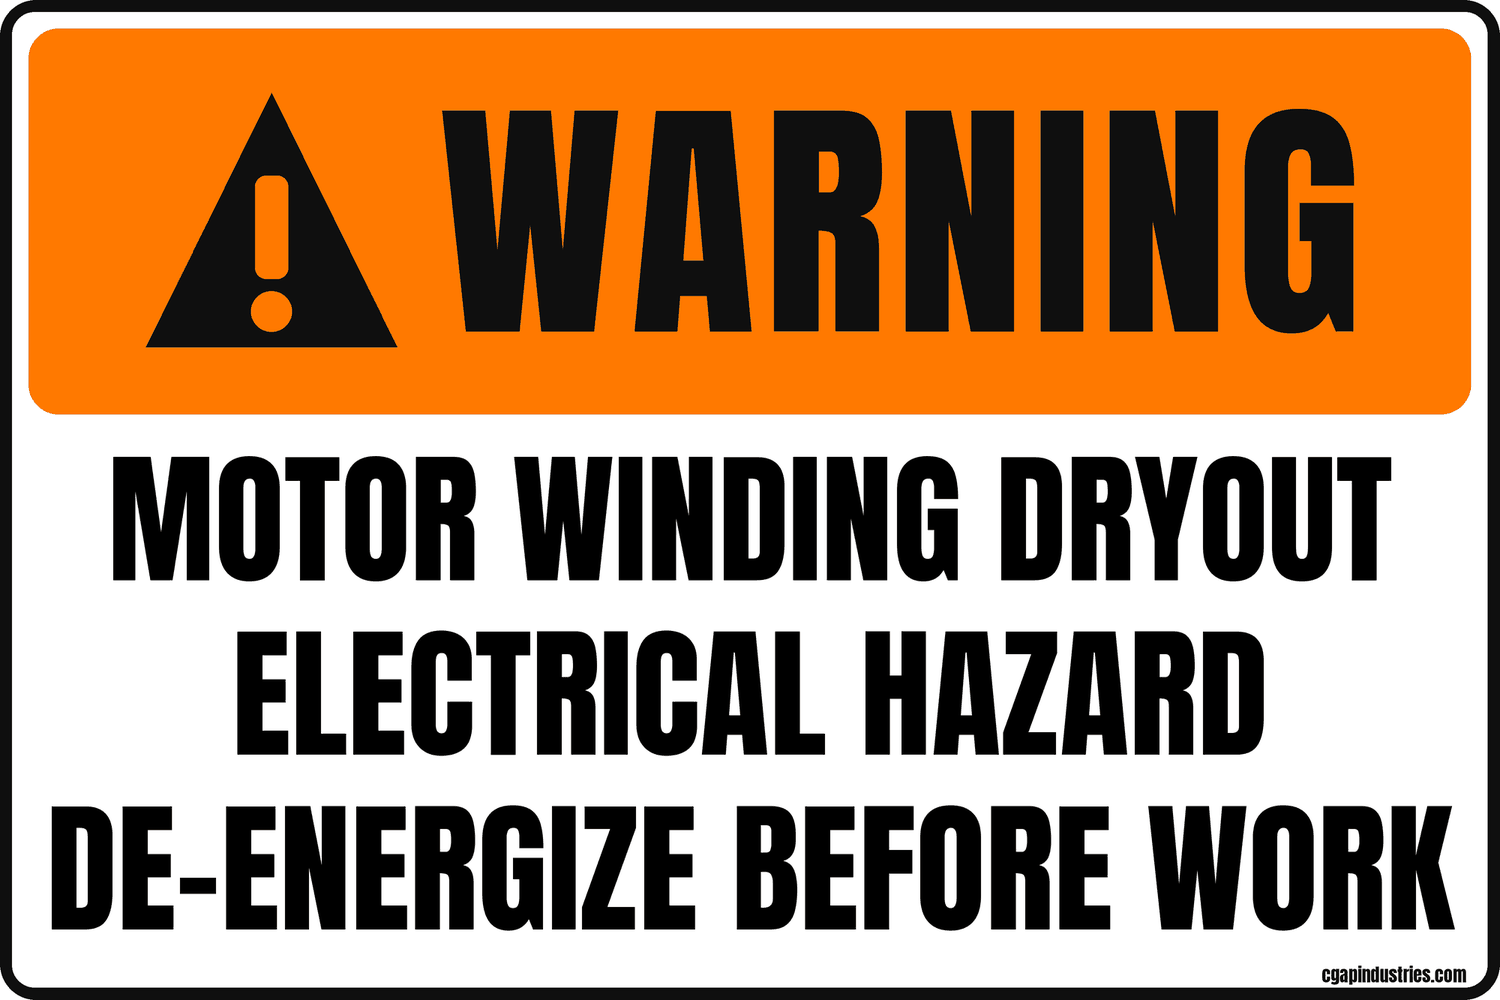 WARNING
MOTOR WINDING DRYOUT
ELECTRICAL HAZARD
DE-ENERGIZE BEFORE WORK
cgapindustries.com